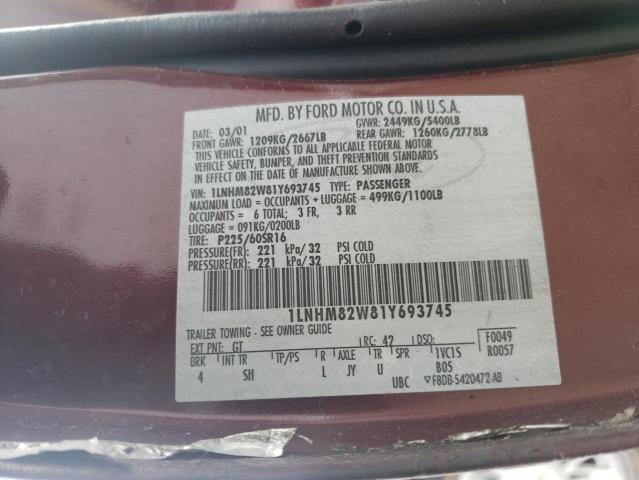 MFD. BY FORD MOTOR CO. IN U.S.A.
DATE: 03/01 GVWR: 2449KG/5400LB
FRONT GAWR: 1209KG/2667LB REAR GAWR: 1260KG/2778LB
THIS VEHICLE CONFORMS TO ALL APPLICABLE FEDERAL MOTOR
VEHICLE SAFETY, BUMPER, AND THEFT PREVENTION STANDARDS
IN EFFECT ON THE DATE OF MANUFACTURE SHOWN ABOVE.
VIN: 1LNHM82W81Y693745 TYPE: PASSENGER
MAXIMUM LOAD = OCCUPANTS + LUGGAGE = 499KG/1100LB
OCCUPANTS = 6 TOTAL; 3 FR, 3 RR
LUGGAGE = 091KG/0200LB
TIRE: P225/60SR16
PRESSURE(FR): 221 kPa/32 PSI COLD
PRESSURE(RR): 221 kPa/32 PSI COLD
1LNHM82W81Y693745
TRAILER TOWING - SEE OWNER GUIDE
EXT PNT: GT RC: 42 DSO: F0049
BRK INT TR TP/PS R AXLE TR SPR 1VC1S R0057
4 SH L JY U B05
UBC F8DB-5420472-AB